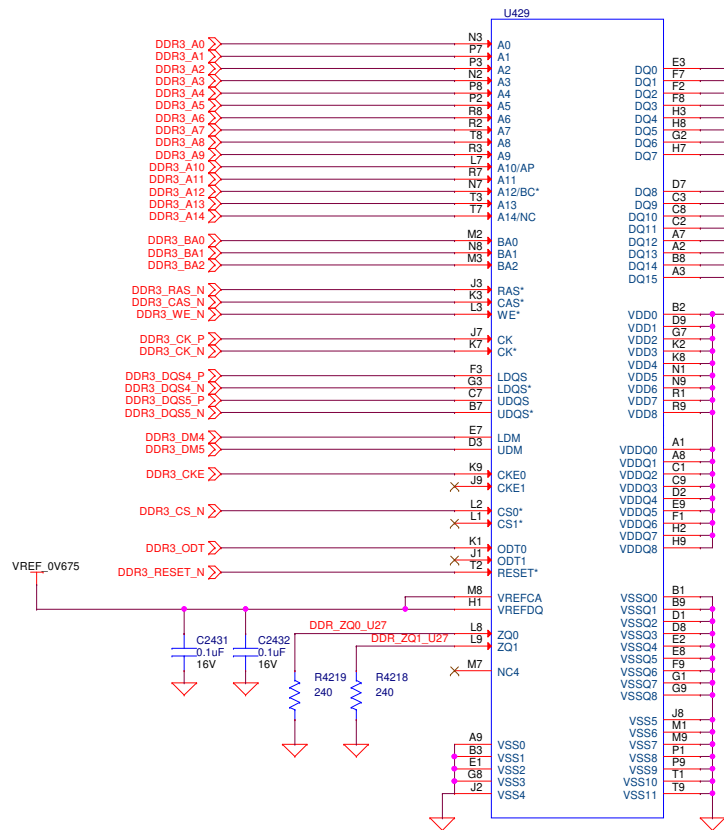 U429
DDR3_A0 N3 A0
DDR3_A1 P7 A1
DDR3_A2 P3 A2 DQ0 E3
DDR3_A3 N2 A3 DQ1 F7
DDR3_A4 P8 A4 DQ2 F2
DDR3_A5 P2 A5 DQ3 F8
DDR3_A6 R8 A6 DQ4 H3
DDR3_A7 R2 A7 DQ5 H8
DDR3_A8 T8 A8 DQ6 G2
DDR3_A9 R3 A9 DQ7 H7
DDR3_A10 L7 A10/AP
DDR3_A11 R7 A11
DDR3_A12 N7 A12/BC* DQ8 D7
DDR3_A13 T3 A13 DQ9 C3
DDR3_A14 T7 A14/NC DQ10 C8
DQ11 C2
DDR3_BA0 M2 BA0 DQ12 A7
DDR3_BA1 N8 BA1 DQ13 A2
DDR3_BA2 M3 BA2 DQ14 B8
DQ15 A3
DDR3_RAS_N J3 RAS*
DDR3_CAS_N K3 CAS*
DDR3_WE_N L3 WE* VDD0 B2
VDD1 D9
DDR3_CK_P J7 CK VDD2 G7
DDR3_CK_N K7 CK* VDD3 K2
VDD4 K8
DDR3_DQS4_P F3 LDQS VDD5 N1
DDR3_DQS4_N G3 LDQS* VDD6 N9
DDR3_DQS5_P C7 UDQS VDD7 R1
DDR3_DQS5_N B7 UDQS* VDD8 R9
DDR3_DM4 E7 LDM
DDR3_DM5 D3 UDM VDDQ0 A1
VDDQ1 A8
DDR3_CKE K9 CKE0 VDDQ2 C1
J9 CKE1 VDDQ3 C9
VDDQ4 D2
DDR3_CS_N L2 CS0* VDDQ5 E9
L1 CS1* VDDQ6 F1
VDDQ7 H2
DDR3_ODT K1 ODT0 VDDQ8 H9
J1 ODT1
VREF_0V675 DDR3_RESET_N T2 RESET*
M8 VREFCA VSSQ0 B1
H1 VREFDQ VSSQ1 B9
VSSQ2 D1
DDR_ZQ0_U27 L8 ZQ0 VSSQ3 D8
DDR_ZQ1_U27 L9 ZQ1 VSSQ4 E2
C2431 C2432 VSSQ5 E8
0.1uF 0.1uF
16V 16V
M7 NC4 VSSQ6 F9
R4219 R4218 VSSQ7 G1
240 240 VSSQ8 G9
VSS5 J8
VSS6 M1
A9 VSS0 VSS7 M9
B3 VSS1 VSS8 P1
E1 VSS2 VSS9 P9
G8 VSS3 VSS10 T1
J2 VSS4 VSS11 T9